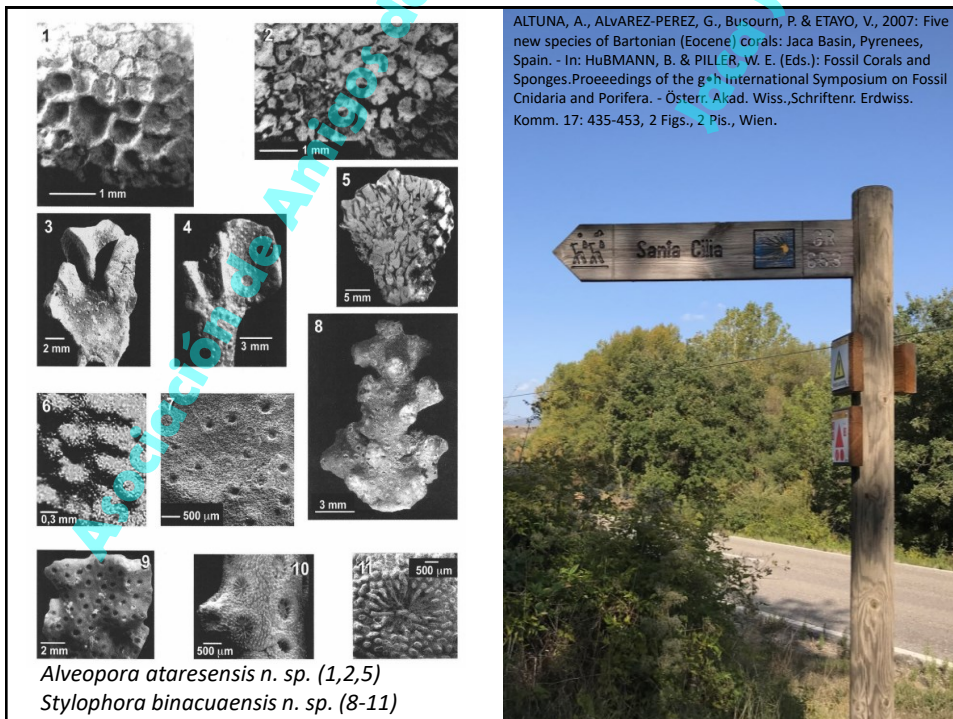 1
2
1 mm
1 mm
3
4
5
2 mm
3 mm
5 mm
6
7
8
0,3 mm
500 µm
3 mm
9
10
11
2 mm
500 µm
500 µm
Alveopora ataresensis n. sp. (1,2,5)
Stylophora binacuaensis n. sp. (8-11)
ALTUNA, A., ALvAREZ-PEREZ, G., Busourn, P. & ETAYO, V., 2007: Five
new species of Bartonian (Eocene) corals: Jaca Basin, Pyrenees,
Spain. - In: HuBMANN, B. & PILLER, W. E. (Eds.): Fossil Corals and
Sponges.Proeeedings of the g•h International Symposium on Fossil
Cnidaria and Porifera. - Österr. Akad. Wiss.,Schriftenr. Erdwiss.
Komm. 17: 435-453, 2 Figs., 2 Pis., Wien.
Santa Cilia
GR
Asociación de Amigos de